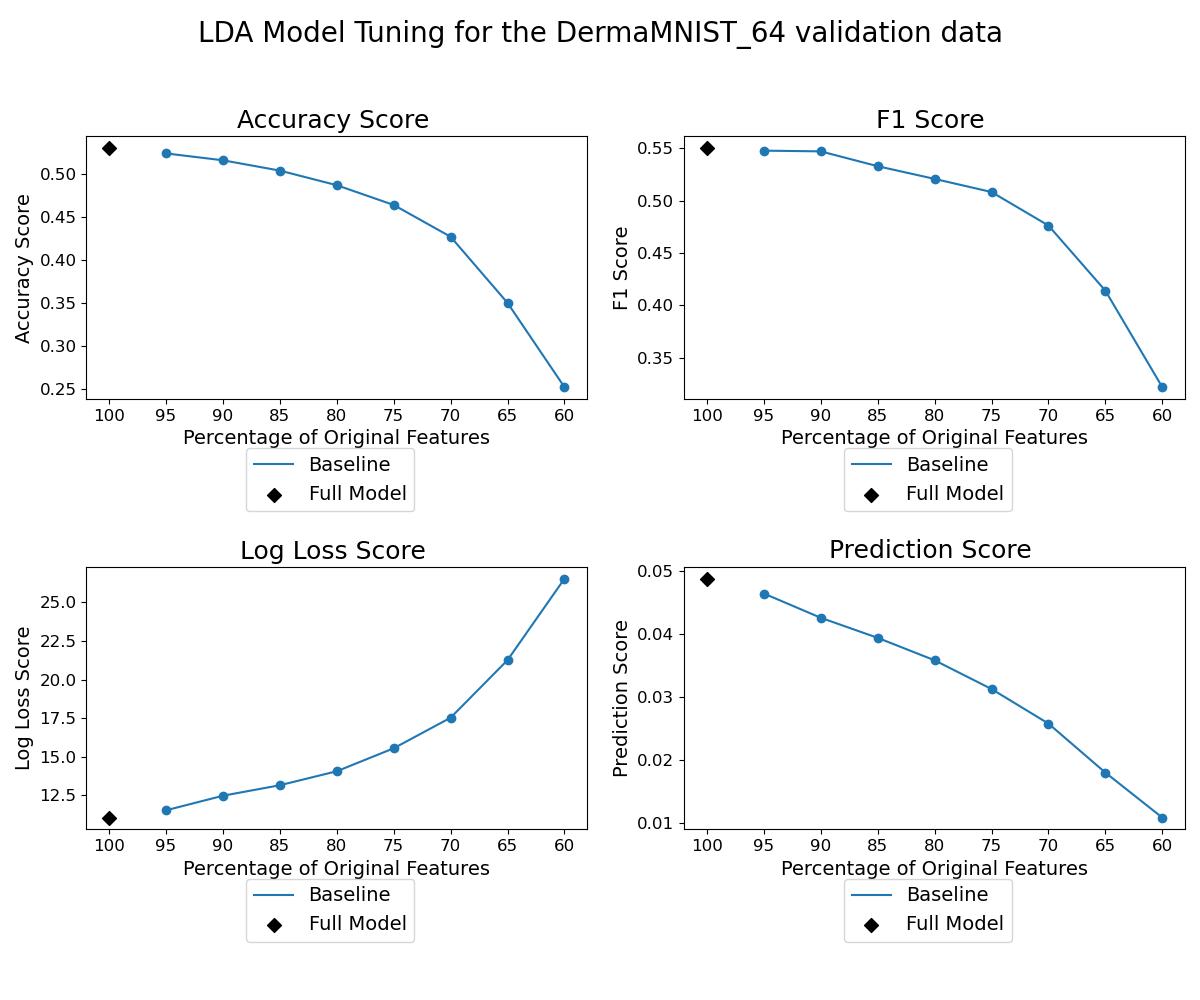 LDA Model Tuning for the DermaMNIST_64 validation data
Accuracy Score
Accuracy Score
0.50
0.45
0.40
0.35
0.30
0.25
100 95 90 85 80 75 70 65 60
Percentage of Original Features
Baseline
Full Model
F1 Score
F1 Score
0.55
0.50
0.45
0.40
0.35
100 95 90 85 80 75 70 65 60
Percentage of Original Features
Baseline
Full Model
Log Loss Score
Log Loss Score
25.0
22.5
20.0
17.5
15.0
12.5
100 95 90 85 80 75 70 65 60
Percentage of Original Features
Baseline
Full Model
Prediction Score
Prediction Score
0.05
0.04
0.03
0.02
0.01
100 95 90 85 80 75 70 65 60
Percentage of Original Features
Baseline
Full Model